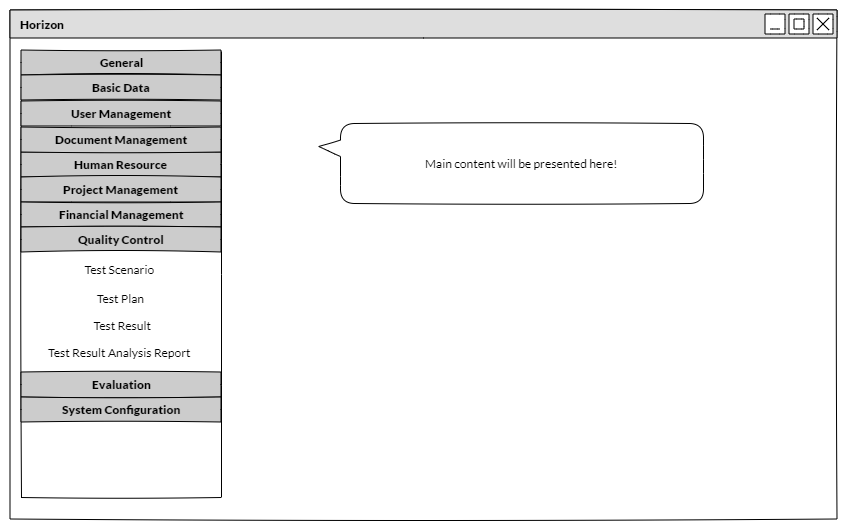 Horizon
General
Basic Data
User Management
Document Management
Human Resource
Project Management
Financial Management
Quality Control
Test Scenario
Test Plan
Test Result
Test Result Analysis Report
Evaluation
System Configuration
Main content will be presented here!